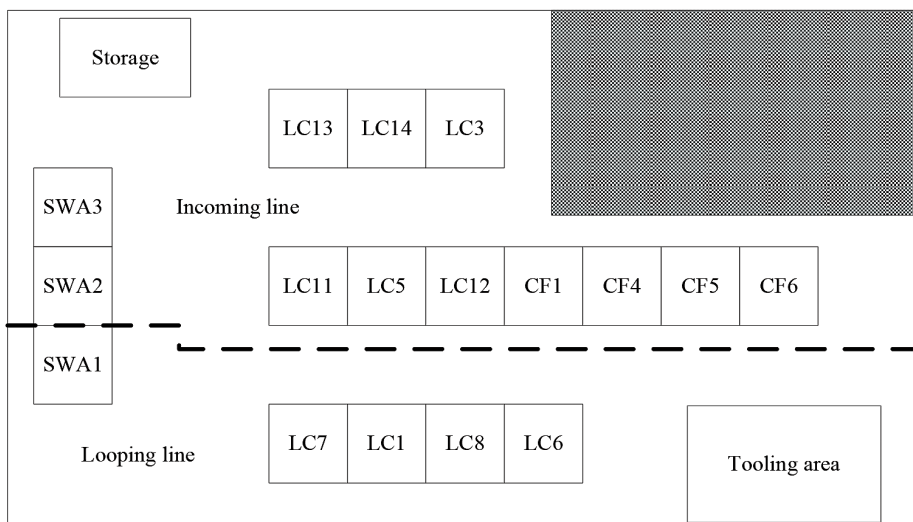 Storage
LC13 LC14 LC3
SWA3 Incoming line
SWA2 LC11 LC5 LC12 CF1 CF4 CF5 CF6
SWA1
LC7 LC1 LC8 LC6
Looping line
Tooling area